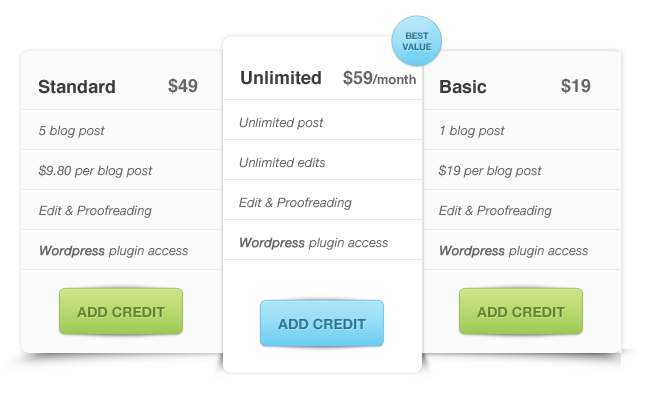 Standard $49
5 blog post
$9.80 per blog post
Edit & Proofreading
Wordpress plugin access
ADD CREDIT
BEST
VALUE
Unlimited $59/month
Unlimited post
Unlimited edits
Edit & Proofreading
Wordpress plugin access
ADD CREDIT
Basic $19
1 blog post
$19 per blog post
Edit & Proofreading
Wordpress plugin access
ADD CREDIT